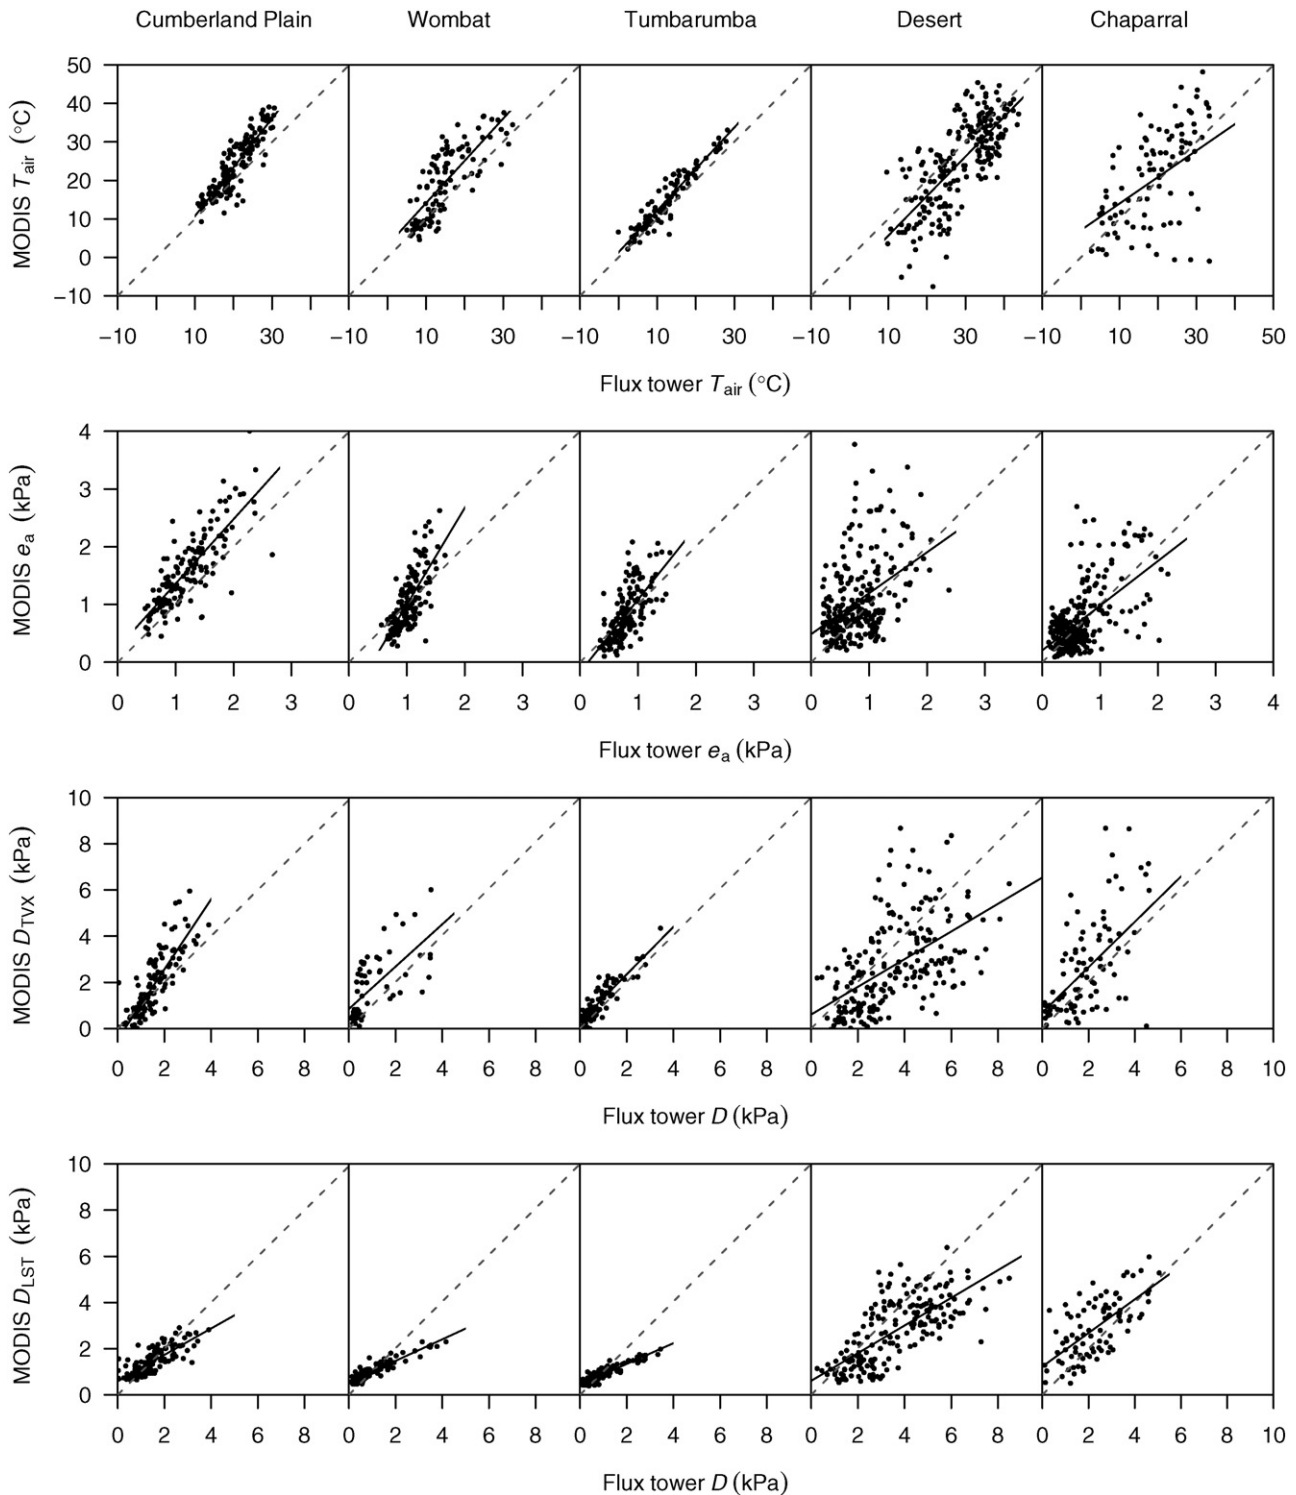 Cumberland Plain Wombat Tumbarumba Desert Chaparral
MODIS Tair (°C)
50
40
30
20
10
0
−10
−10 10 30 −10 10 30 −10 10 30 −10 10 30 −10 10 30 50
Flux tower Tair (°C)
MODIS ea (kPa)
4
3
2
1
0
0 1 2 3 0 1 2 3 0 1 2 3 0 1 2 3 0 1 2 3 4
Flux tower ea (kPa)
MODIS DTVX (kPa)
10
8
6
4
2
0
0 2 4 6 8 0 2 4 6 8 0 2 4 6 8 0 2 4 6 8 0 2 4 6 8 10
Flux tower D (kPa)
MODIS DLST (kPa)
10
8
6
4
2
0
0 2 4 6 8 0 2 4 6 8 0 2 4 6 8 0 2 4 6 8 0 2 4 6 8 10
Flux tower D (kPa)